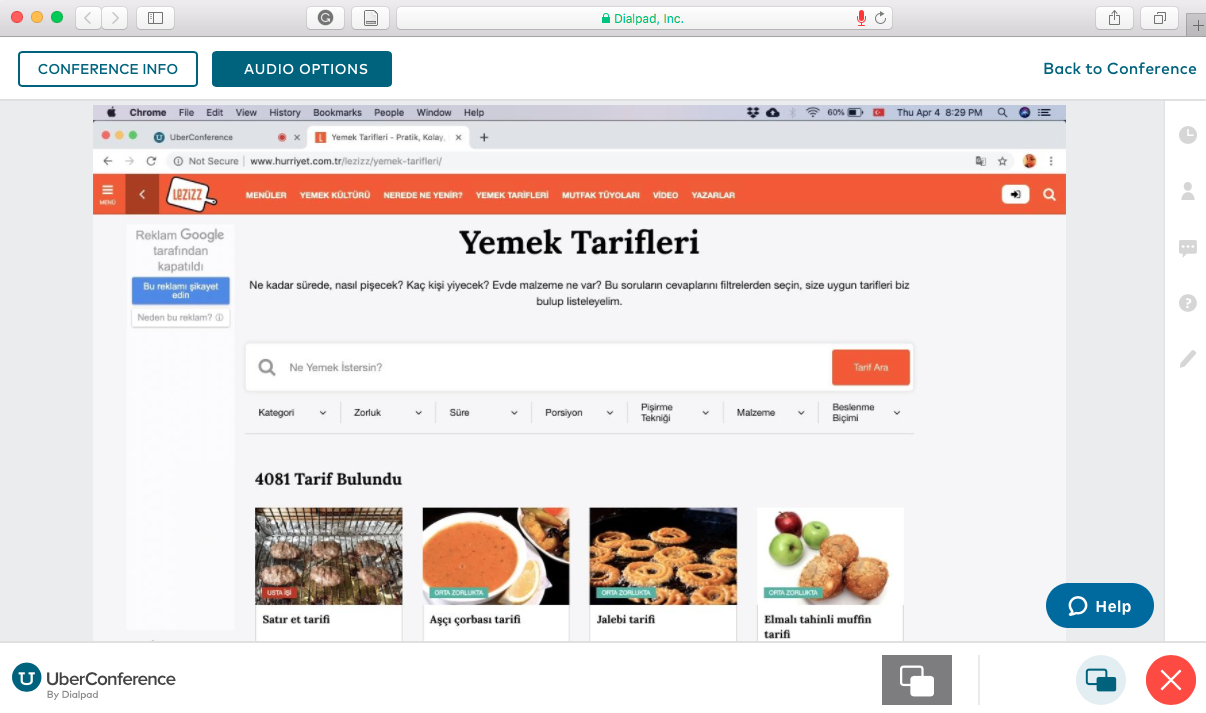 Dialpad, Inc.
CONFERENCE INFO
AUDIO OPTIONS
Back to Conference
Chrome File Edit View History Bookmarks People Window Help
60%
Thu Apr 4 8:29 PM
UberConference
Yemek Tarifleri - Pratik, Kolay,
Not Secure
www.hurriyet.com.tr/lezizz/yemek-tarifleri/
MENÜ
LEZİZZ
MENÜLER YEMEK KÜLTÜRÜ NEREDE NE YENİR? YEMEK TARİFLERİ MUTFAK TÜYOLARI VİDEO YAZARLAR
Reklam Google
tarafından
kapatıldı
Bu reklamı şikayet
edin
Neden bu reklam?
Yemek Tarifleri
Ne kadar sürede, nasıl pişecek? Kaç kişi yiyecek? Evde malzeme ne var? Bu soruların cevaplarını filtrelerden seçin, size uygun tarifleri biz
bulup listeleyelim.
Ne Yemek İstersin?
Tarif Ara
Kategori
Zorluk
Süre
Porsiyon
Pişirme
Tekniği
Malzeme
Beslenme
Biçimi
4081 Tarif Bulundu
USTA İŞİ
ORTA ZORLUKTA
ORTA ZORLUKTA
ORTA ZORLUKTA
Satır et tarifi
Aşçı çorbası tarifi
Jalebi tarifi
Elmalı tahinli muffin
tarifi
Help
UberConference
By Dialpad